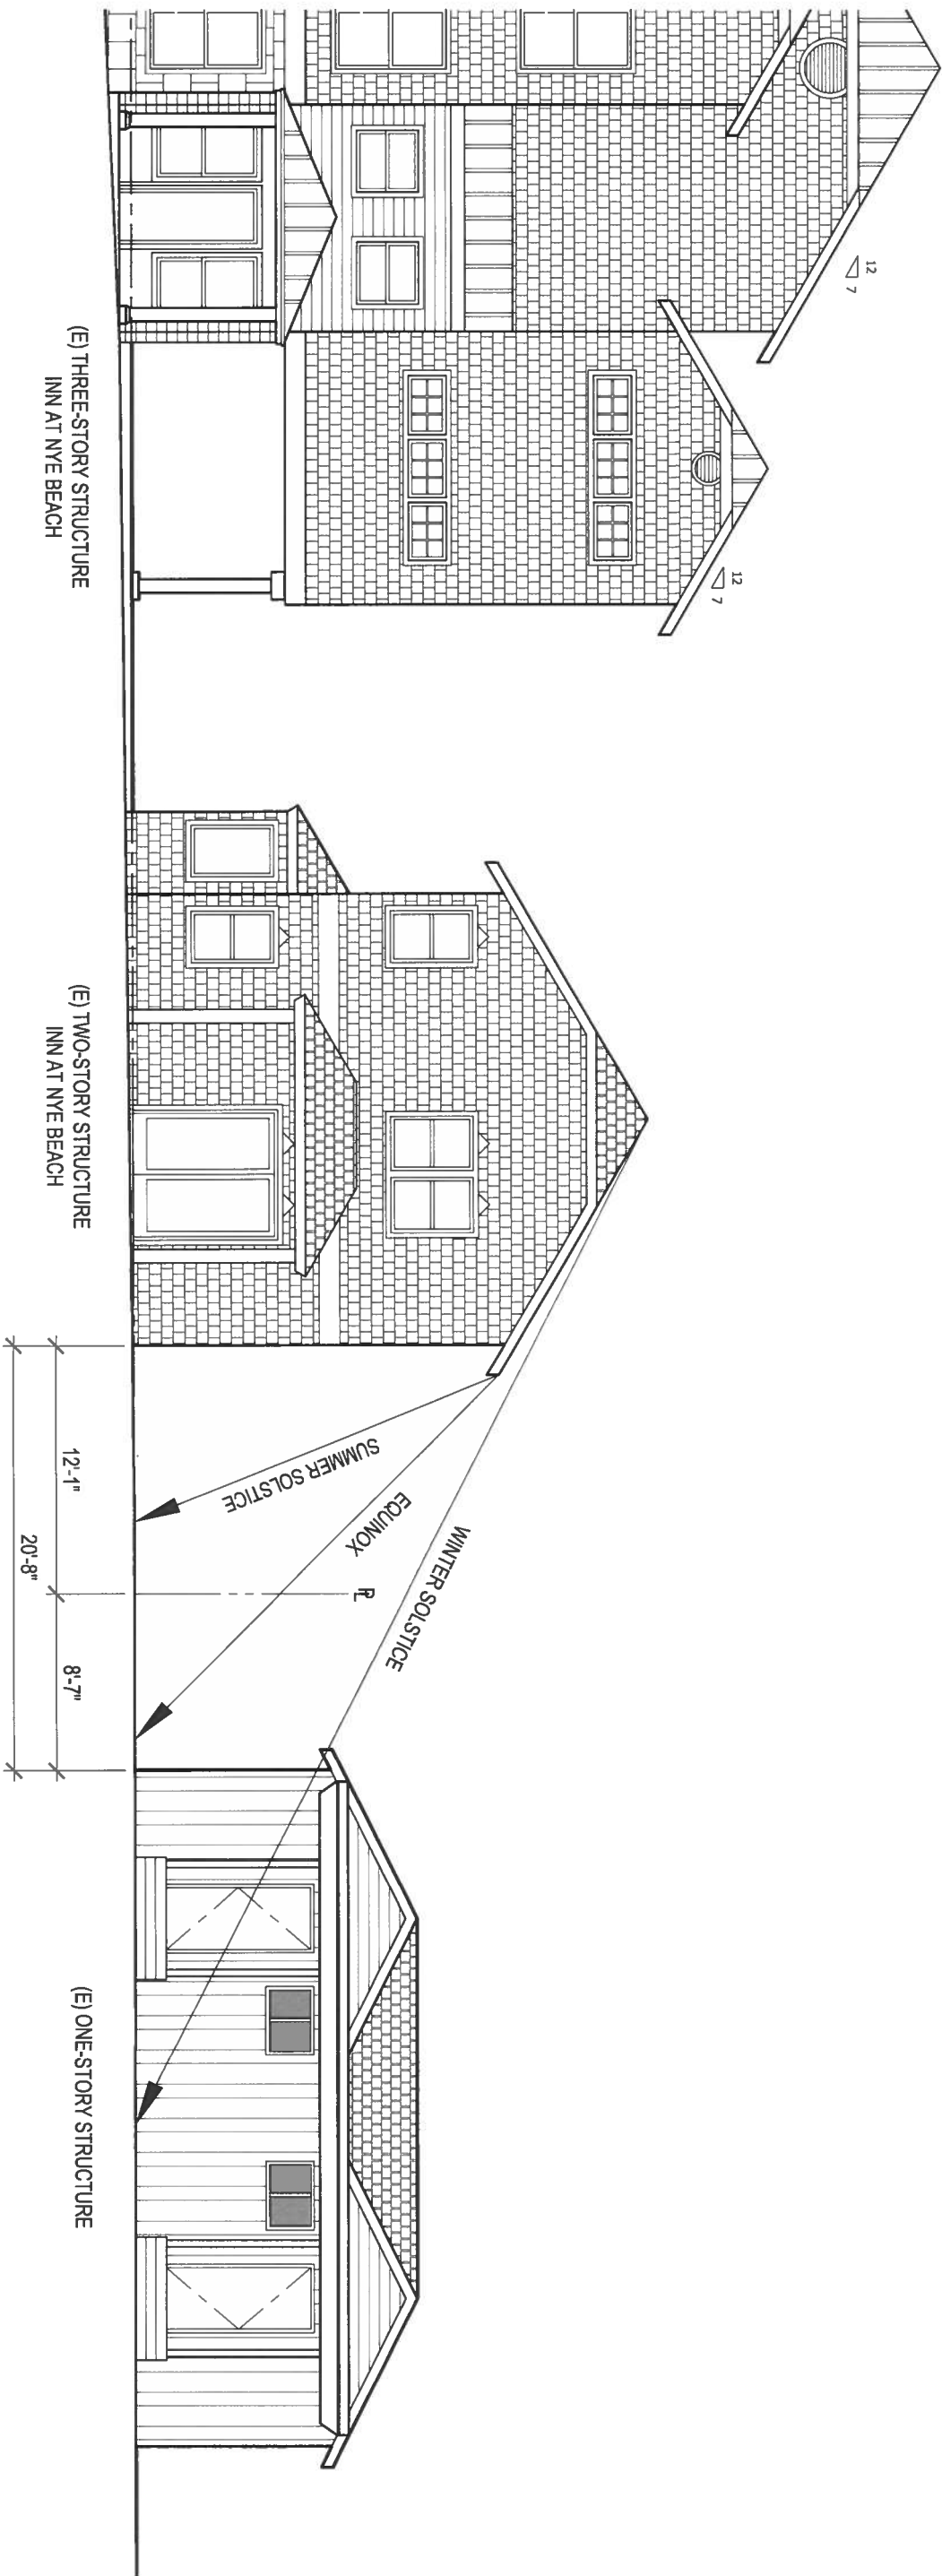 12
7
12
7
(E) THREE-STORY STRUCTURE
INN AT NYE BEACH
(E) TWO-STORY STRUCTURE
INN AT NYE BEACH
SUMMER SOLSTICE
EQUINOX
WINTER SOLSTICE
PL
12'-1"
8'-7"
20'-8"
(E) ONE-STORY STRUCTURE